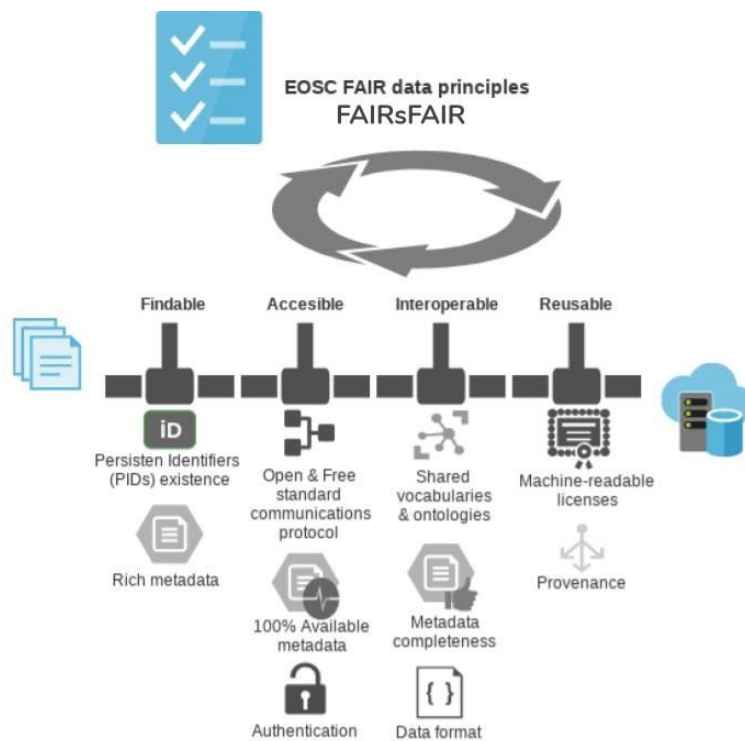 EOSC FAIR data principles
FAIRsFAIR
Findable
Accesible
Interoperable
Reusable
iD
Persisten Identifiers
(PIDs) existence
Rich metadata
Open & Free
standard
communications
protocol
100% Available
metadata
Authentication
Shared
vocabularies
& ontologies
Metadata
completeness
{ }
Data format
Machine-readable
licenses
Provenance